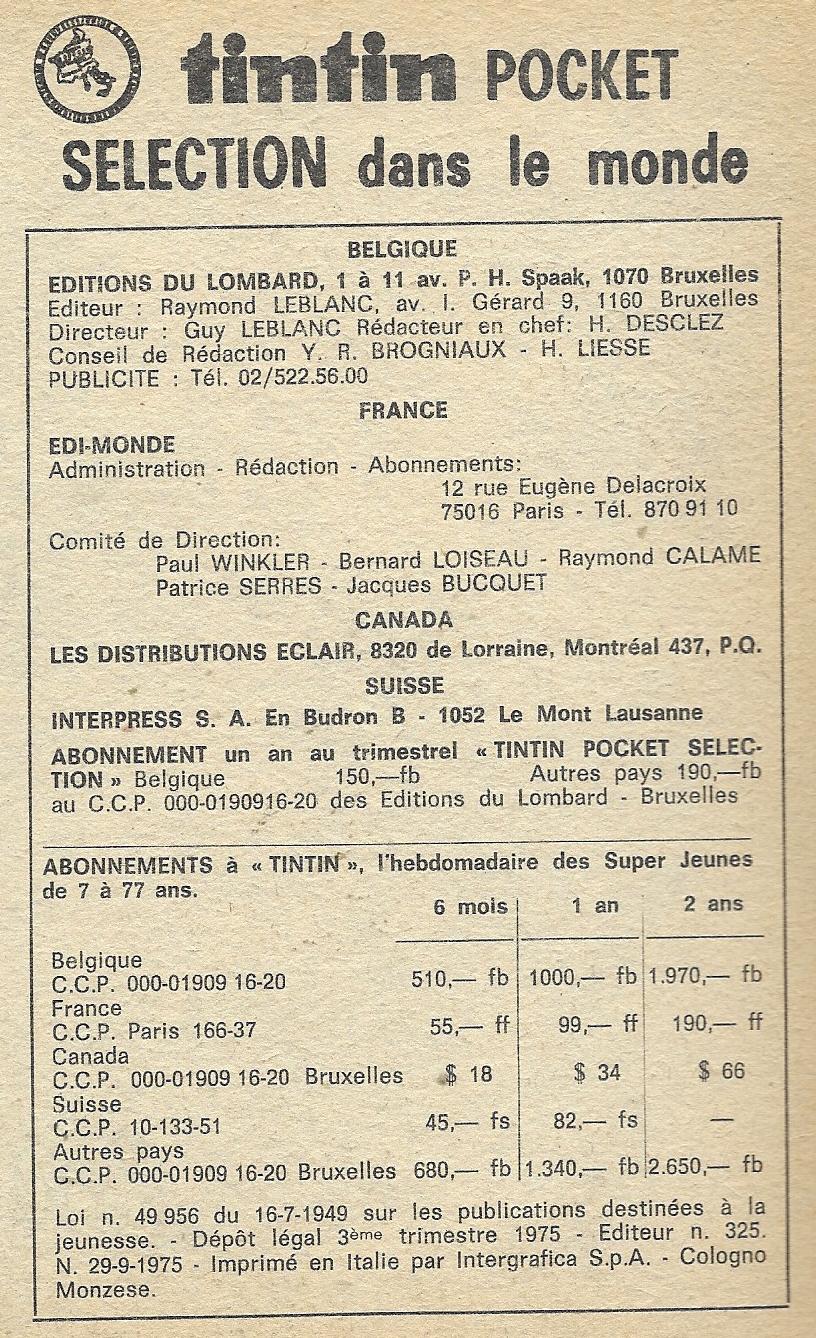 tintin POCKET
SELECTION dans le monde
BELGIQUE
EDITIONS DU LOMBARD, 1 à 11 av. P. H. Spaak, 1070 Bruxelles
Editeur : Raymond LEBLANC, av. I. Gérard 9, 1160 Bruxelles
Directeur : Guy LEBLANC Rédacteur en chef: H. DESCLEZ
Conseil de Rédaction Y. R. BROGNIAUX - H. LIESSE
PUBLICITE : Tél. 02/522.56.00
FRANCE
EDI-MONDE
Administration - Rédaction - Abonnements:
12 rue Eugène Delacroix
75016 Paris - Tél. 870 91 10
Comité de Direction:
Paul WINKLER - Bernard LOISEAU - Raymond CALAME
Patrice SERRES - Jacques BUCQUET
CANADA
LES DISTRIBUTIONS ECLAIR, 8320 de Lorraine, Montréal 437, P.Q.
SUISSE
INTERPRESS S. A. En Budron B - 1052 Le Mont Lausanne
ABONNEMENT un an au trimestrel « TINTIN POCKET SELEC-
TION » Belgique 150,—fb Autres pays 190,—fb
au C.C.P. 000-0190916-20 des Editions du Lombard - Bruxelles
ABONNEMENTS à « TINTIN », l'hebdomadaire des Super Jeunes
de 7 à 77 ans.
6 mois 1 an 2 ans
Belgique
C.C.P. 000-01909 16-20 510,— fb 1000,— fb 1.970,— fb
France
C.C.P. Paris 166-37 55,— ff 99,— ff 190,— ff
Canada
C.C.P. 000-01909 16-20 Bruxelles $ 18 $ 34 $ 66
Suisse
C.C.P. 10-133-51 45,— fs 82,— fs —
Autres pays
C.C.P. 000-01909 16-20 Bruxelles 680,— fb 1.340,— fb 2.650,— fb
Loi n. 49 956 du 16-7-1949 sur les publications destinées à la
jeunesse. - Dépôt légal 3ème trimestre 1975 - Editeur n. 325.
N. 29-9-1975 - Imprimé en Italie par Intergrafica S.p.A. - Cologno
Monzese.